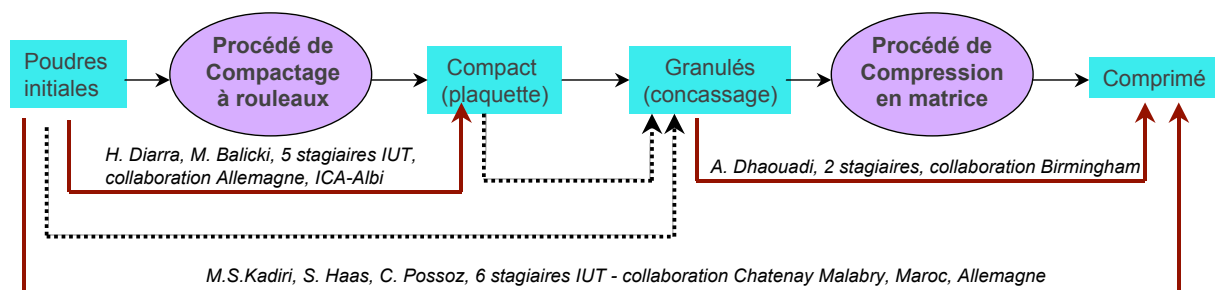 Poudres
initiales
Procédé de
Compactage
à rouleaux
Compact
(plaquette)
Granulés
(concassage)
Procédé de
Compression
en matrice
Comprimé
H. Diarra, M. Balicki, 5 stagiaires IUT,
collaboration Allemagne, ICA-Albi
A. Dhaouadi, 2 stagiaires, collaboration Birmingham
M.S.Kadiri, S. Haas, C. Possoz, 6 stagiaires IUT - collaboration Chatenay Malabry, Maroc, Allemagne